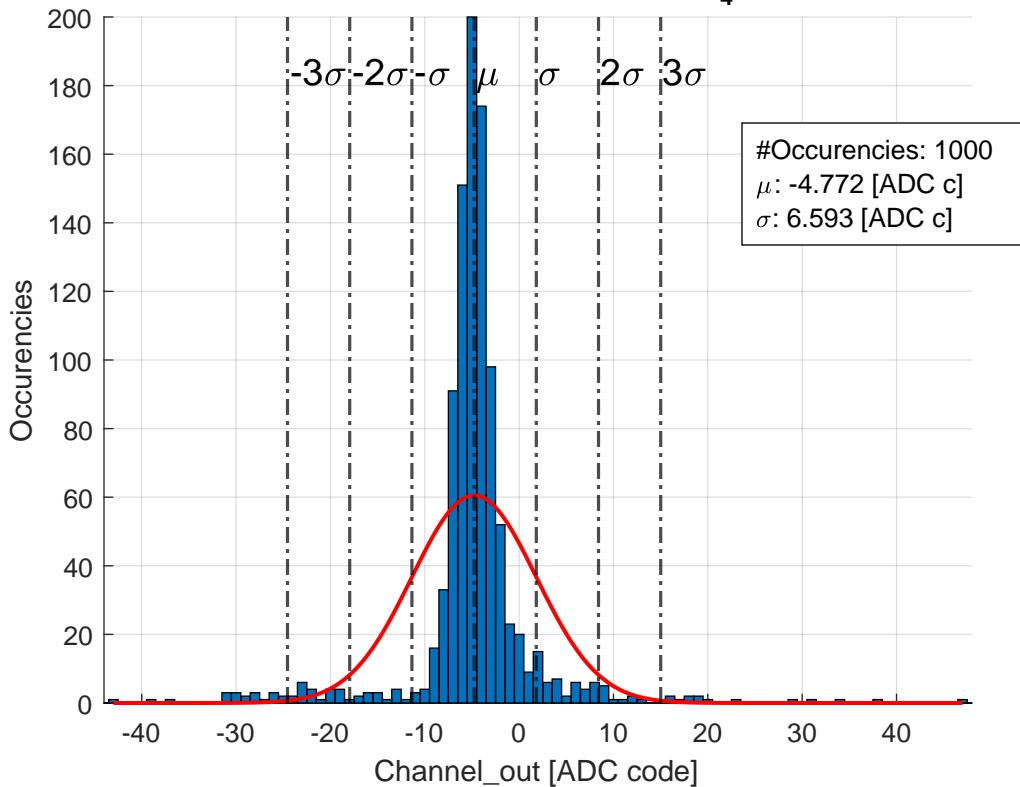 4
200
180
160
140
120
100
80
60
40
20
0
-3σ -2σ -σ μ σ 2σ 3σ
#Occurencies: 1000
μ: -4.772 [ADC c]
σ: 6.593 [ADC c]
Occurencies
-40 -30 -20 -10 0 10 20 30 40
Channel_out [ADC code]